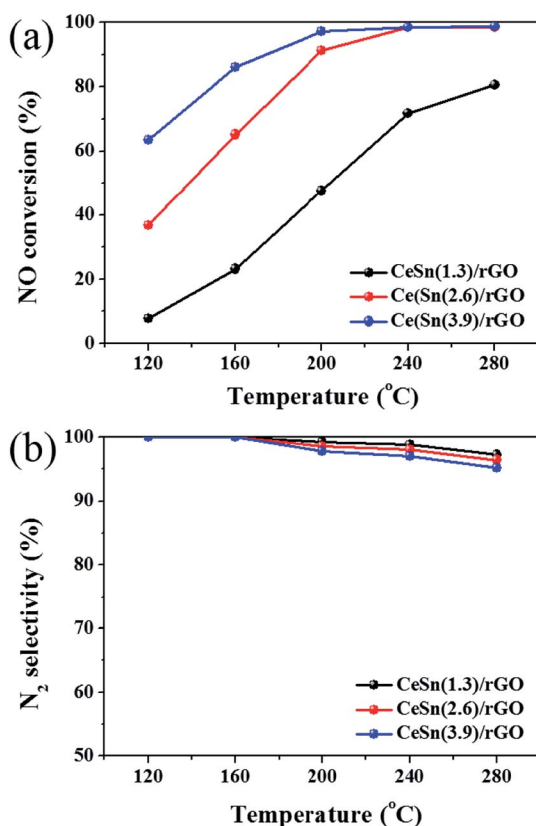 (a)
NO conversion (%)
100
80
60
40
20
0
CeSn(1.3)/rGO
Ce(Sn(2.6)/rGO
Ce(Sn(3.9)/rGO
120 160 200 240 280
Temperature (°C)
(b)
N₂ selectivity (%)
100
90
80
70
60
50
CeSn(1.3)/rGO
CeSn(2.6)/rGO
CeSn(3.9)/rGO
120 160 200 240 280
Temperature (°C)